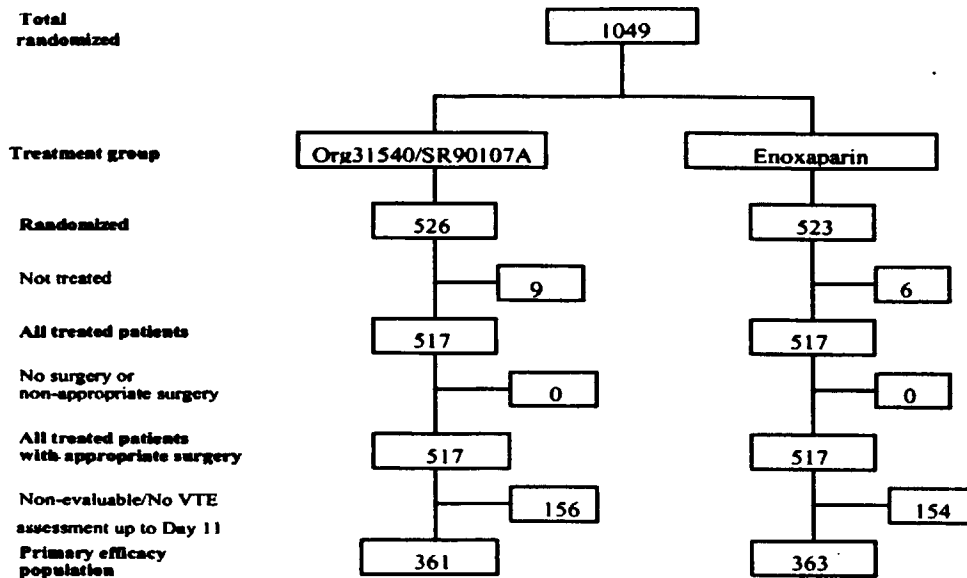 Total
randomized
1049
Treatment group
Org31540/SR90107A
Enoxaparin
Randomized
526
523
Not treated
9
6
All treated patients
517
517
No surgery or
non-appropriate surgery
0
0
All treated patients
with appropriate surgery
517
517
Non-evaluable/No VTE
assessment up to Day 11
156
154
Primary efficacy
population
361
363